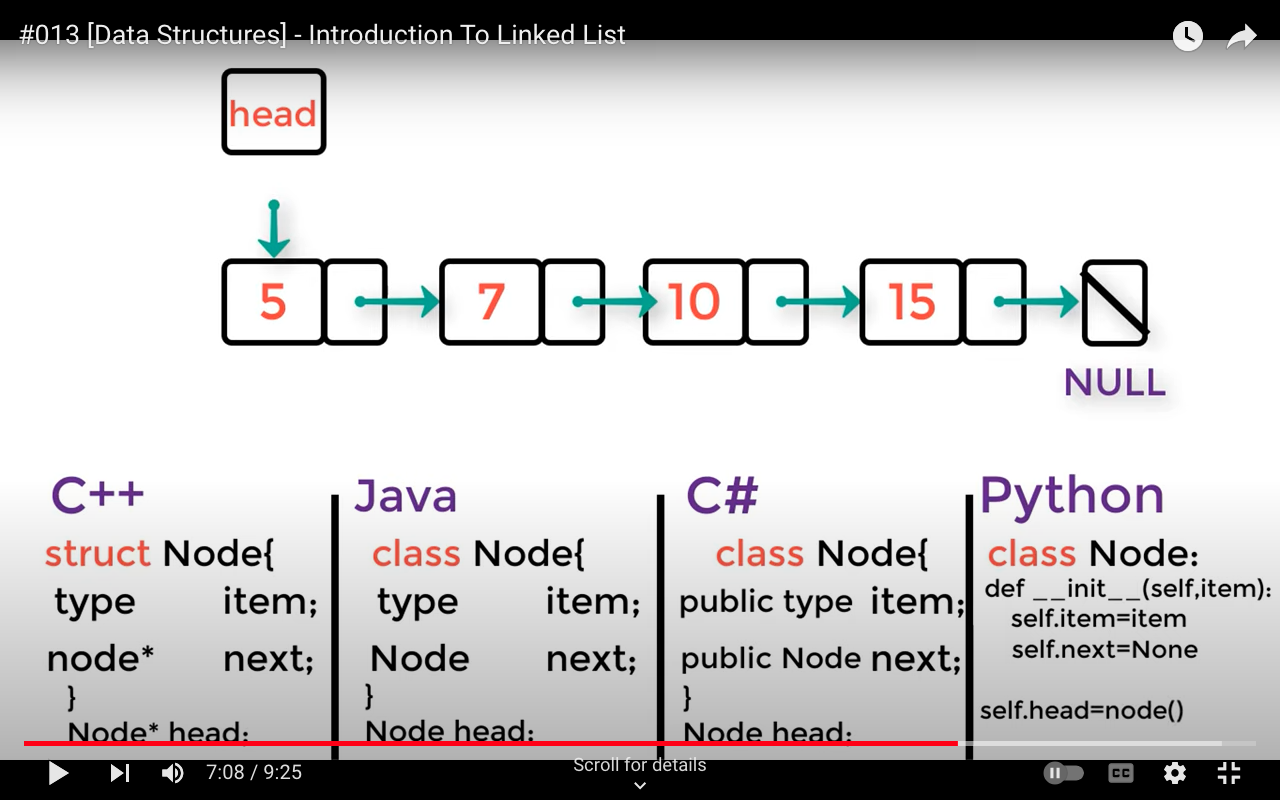 #013 [Data Structures] - Introduction To Linked List
head
5 7 10 15
NULL
C++
struct Node{
type item;
node* next;
}
Node* head;
Java
class Node{
type item;
Node next;
}
Node head;
C#
class Node{
public type item;
public Node next;
}
Node head;
Python
class Node:
def __init__(self,item):
self.item=item
self.next=None
self.head=node()
7:08 / 9:25
Scroll for details
CC